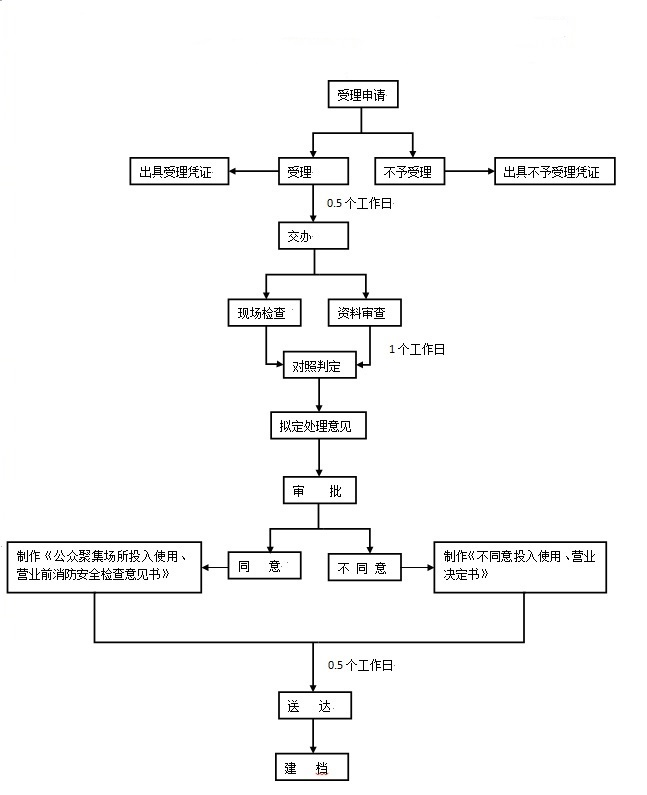 受理申请
出具受理凭证
受理
不予受理
出具不予受理凭证
0.5 个工作日
交办
现场检查
资料审查
1 个工作日
对照判定
拟定处理意见
审 批
制作《公众聚集场所投入使用、
营业前消防安全检查意见书》
同 意
不 同 意
制作《不同意投入使用、营业
决定书》
0.5 个工作日
送 达
建 档